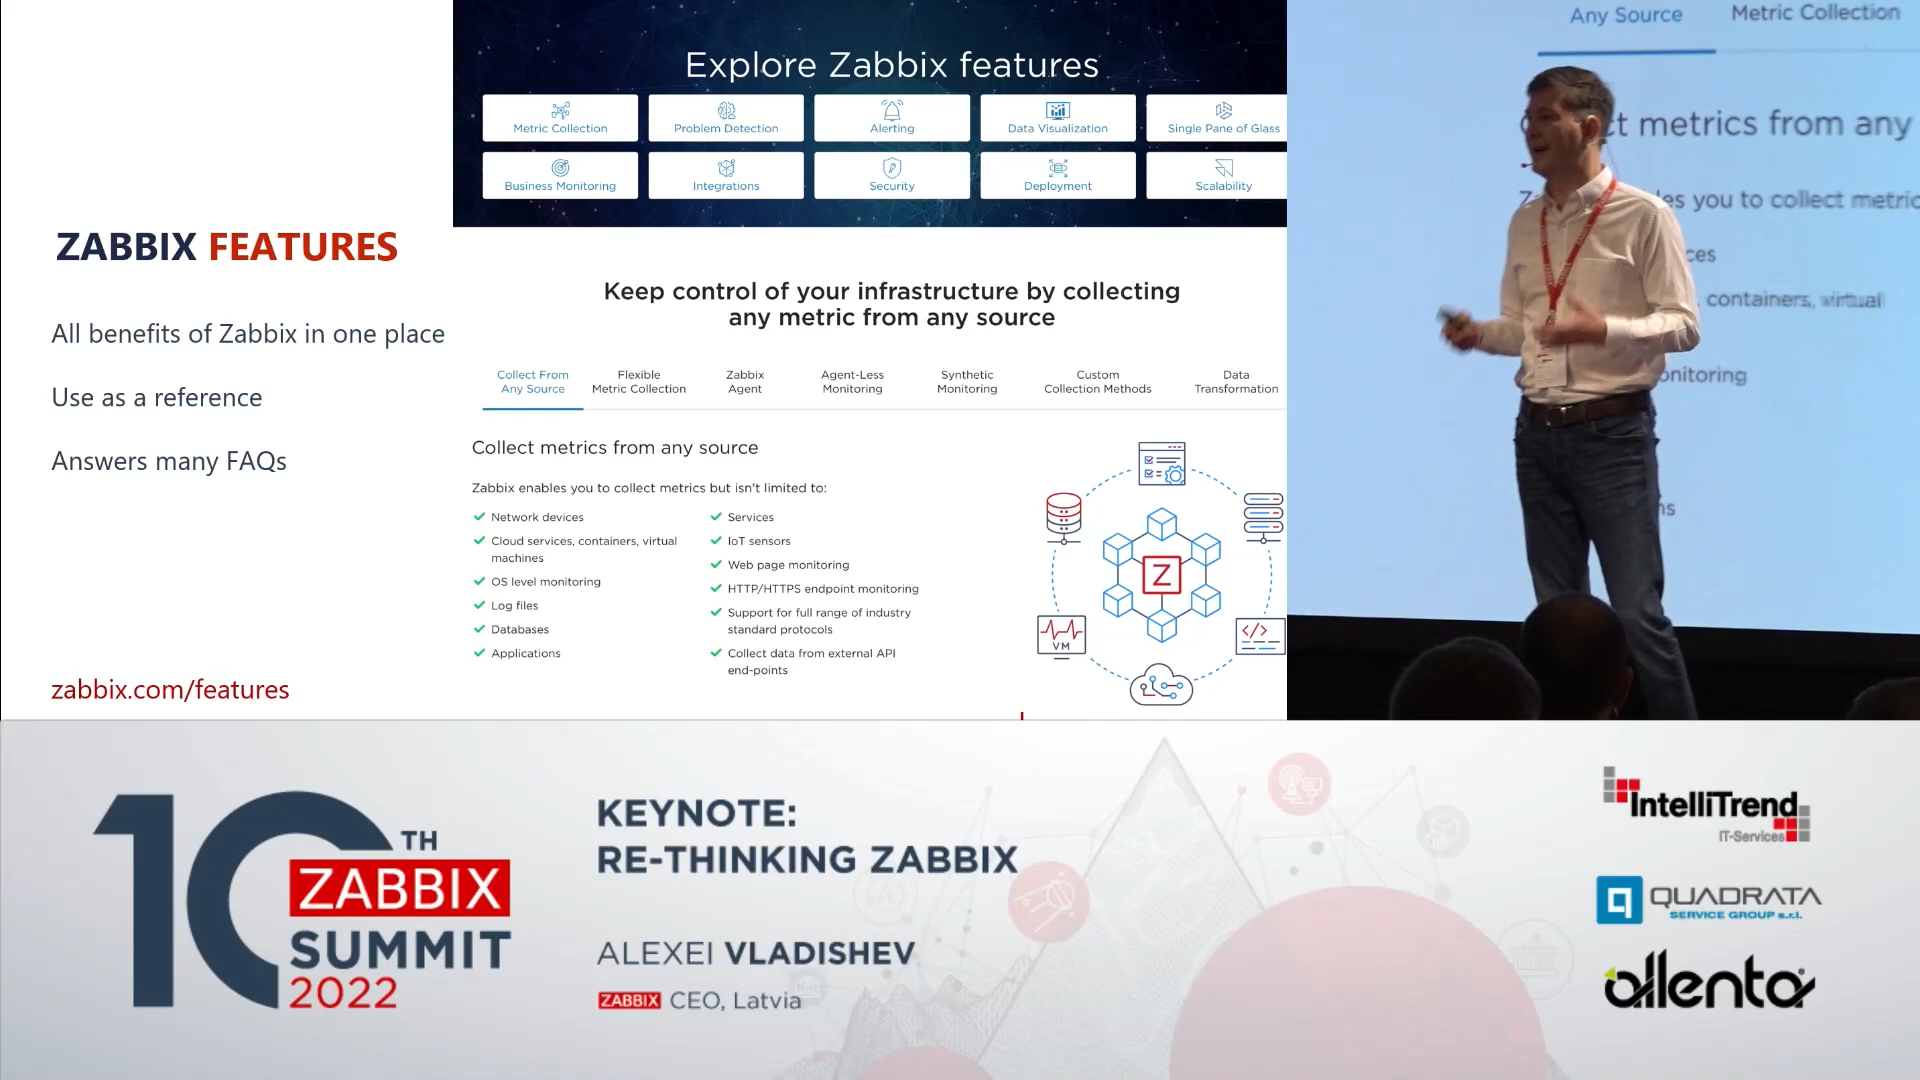 ZABBIX FEATURES
All benefits of Zabbix in one place
Use as a reference
Answers many FAQs
zabbix.com/features
Explore Zabbix features
Metric Collection
Problem Detection
Alerting
Data Visualization
Single Pane of Glass
Business Monitoring
Integrations
Security
Deployment
Scalability
Keep control of your infrastructure by collecting
any metric from any source
Collect From
Any Source
Flexible
Metric Collection
Zabbix
Agent
Agent-Less
Monitoring
Synthetic
Monitoring
Custom
Collection Methods
Data
Transformation
Collect metrics from any source
Zabbix enables you to collect metrics but isn't limited to:
Network devices
Cloud services, containers, virtual
machines
OS level monitoring
Log files
Databases
Applications
Services
IoT sensors
Web page monitoring
HTTP/HTTPS endpoint monitoring
Support for full range of industry
standard protocols
Collect data from external API
end-points
Z
VM
</>
Any Source
Metric Collection
metrics from any
you to collect
containers, virtual
10TH
ZABBIX
SUMMIT
2022
KEYNOTE:
RE-THINKING ZABBIX
ALEXEI VLADISHEV
ZABBIX CEO, Latvia
IntelliTrend
IT-Services
QUADRATA
SERVICE GROUP s.r.l.
allenta